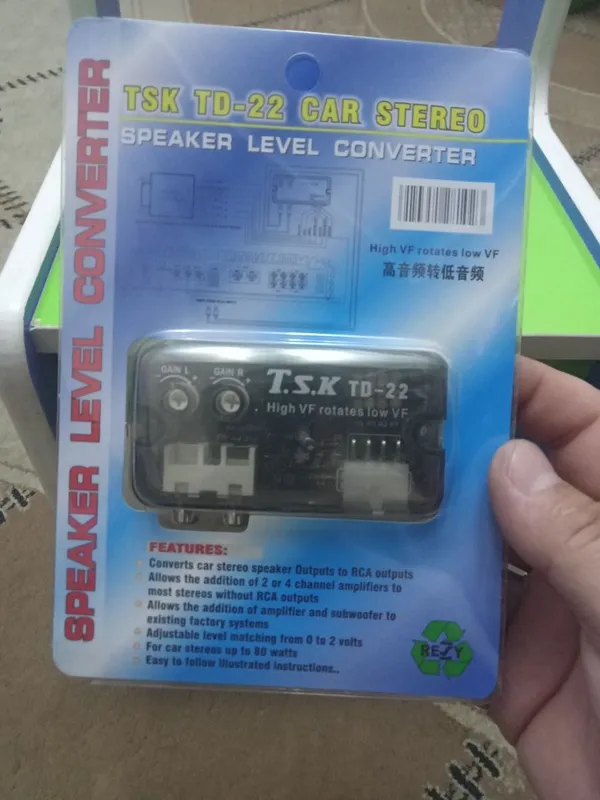 TSK TD-22 CAR STEREO
SPEAKER LEVEL CONVERTER
SPEAKER LEVEL CONVERTER
High VF rotates low VF
高音频转低音频
GAIN L GAIN R
T.S.K TD-22
High VF rotates low VF
FEATURES:
Converts car stereo speaker Outputs to RCA outputs
Allows the addition of 2 or 4 channel amplifiers to
most stereos without RCA outputs
Allows the addition of amplifier and subwoofer to
existing factory systems
Adjustable level matching from 0 to 2 volts
For car stereos up to 80 watts
Easy to follow illustrated instructions..
REZY